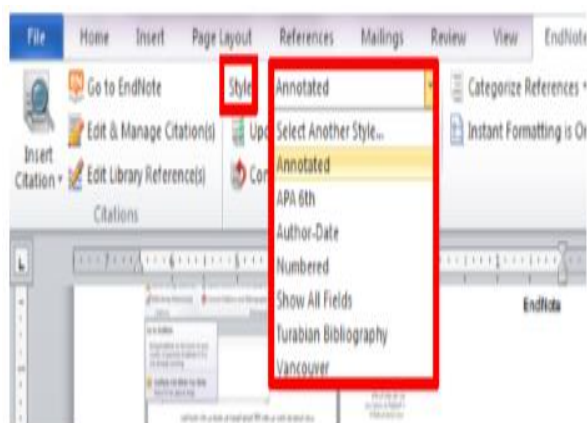 File Home Insert Page Layout References Mailings Review View EndNote
Go to EndNote Style Annotated Categorize References
Edit & Manage Citation(s) Upd Select Another Style... Instant Formatting is On
Insert Annotated
Citation Edit Library Reference(s) Con
APA 6th
Citations
Author-Date
Numbered
Show All Fields
EndNote
Turabian Bibliography
Vancouver